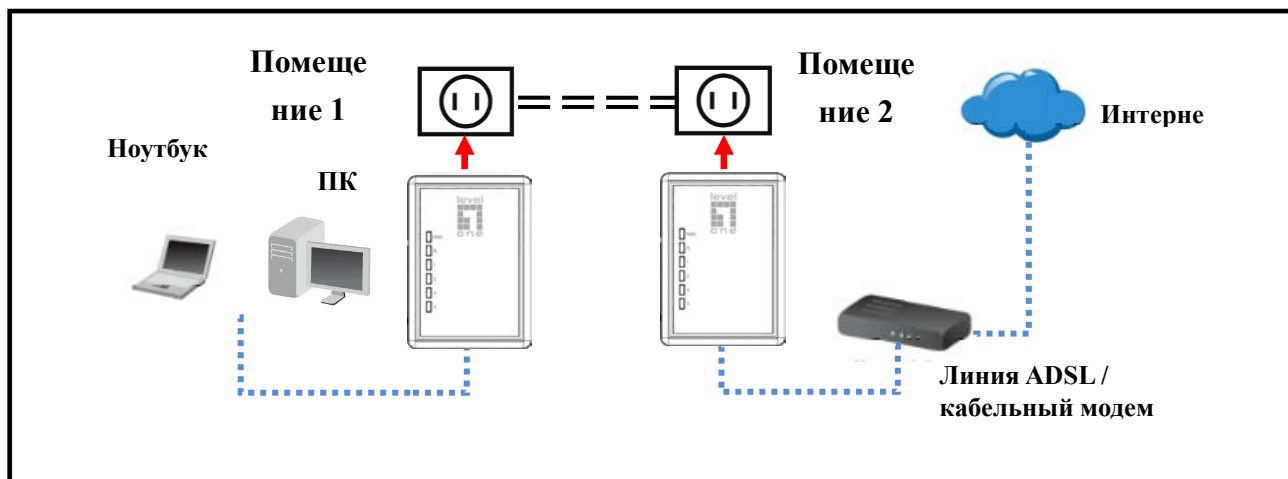 Помеще
ние 1
Помеще
ние 2
Интерне
Ноутбук
ПК
level
one
level
one
Линия ADSL /
кабельный модем